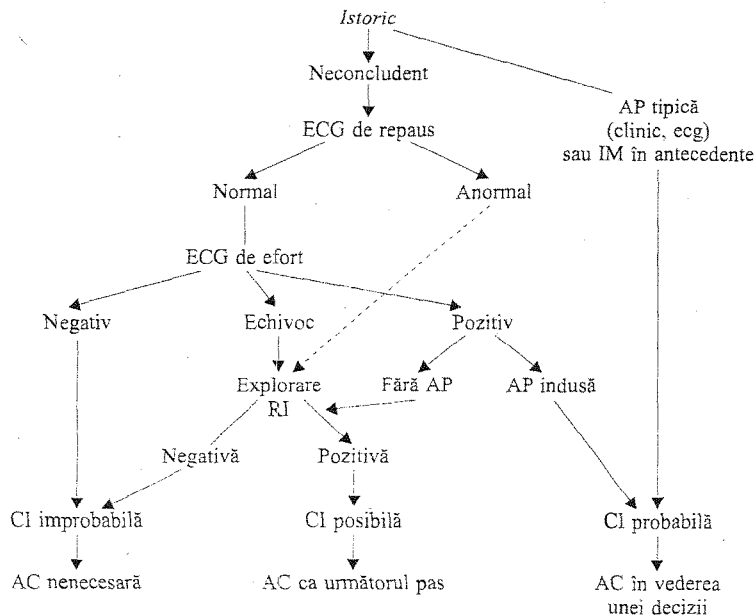 Istoric
Neconcludent
AP tipică
(clinic, ecg)
sau IM în antecedente
ECG de repaus
Normal
Anormal
ECG de efort
Negativ
Echivoc
Pozitiv
Explorare
RI
Fără AP
AP indusă
Negativă
Pozitivă
CI improbabilă
CI posibilă
CI probabilă
AC nenecesară
AC ca următorul pas
AC în vederea
unei decizii